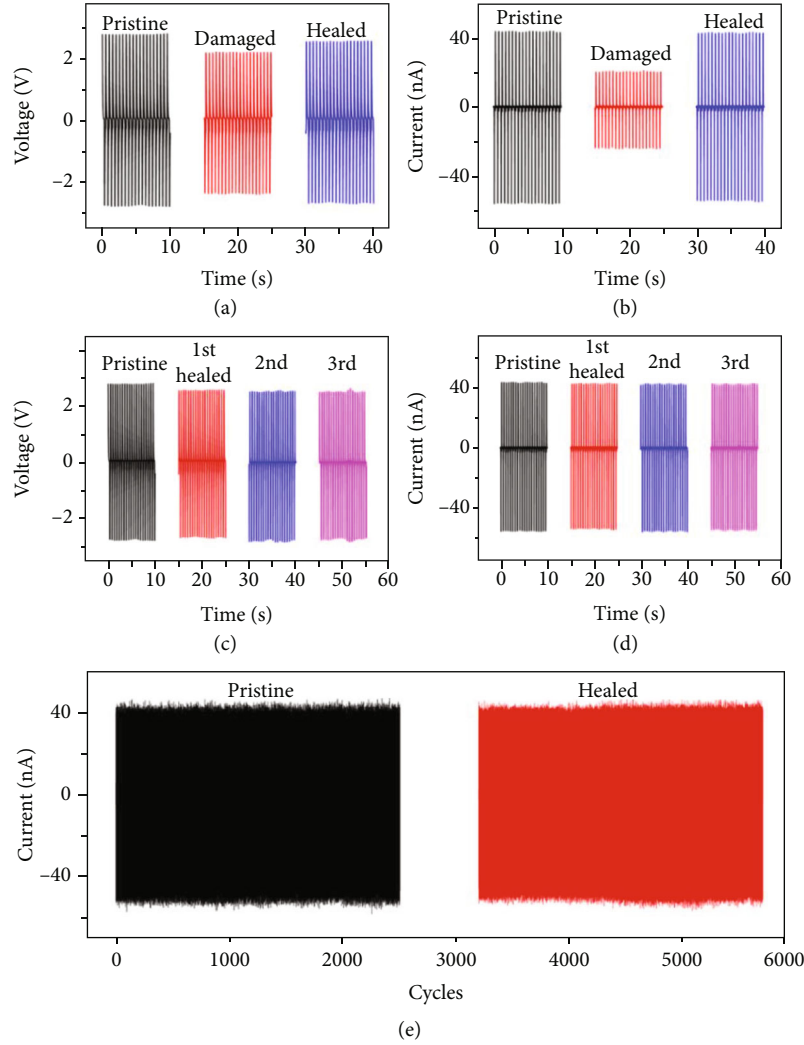 Pristine
Damaged
Healed
Voltage (V)
2
0
–2
0 10 20 30 40
Time (s)
(a)
Pristine
Damaged
Healed
Current (nA)
40
0
–40
0 10 20 30 40
Time (s)
(b)
Pristine
1st
healed
2nd
3rd
Voltage (V)
2
0
–2
0 10 20 30 40 50 60
Time (s)
(c)
Pristine
1st
healed
2nd
3rd
Current (nA)
40
0
–40
0 10 20 30 40 50 60
Time (s)
(d)
Pristine
Healed
Current (nA)
40
0
–40
0 1000 2000 3000 4000 5000 6000
Cycles
(e)